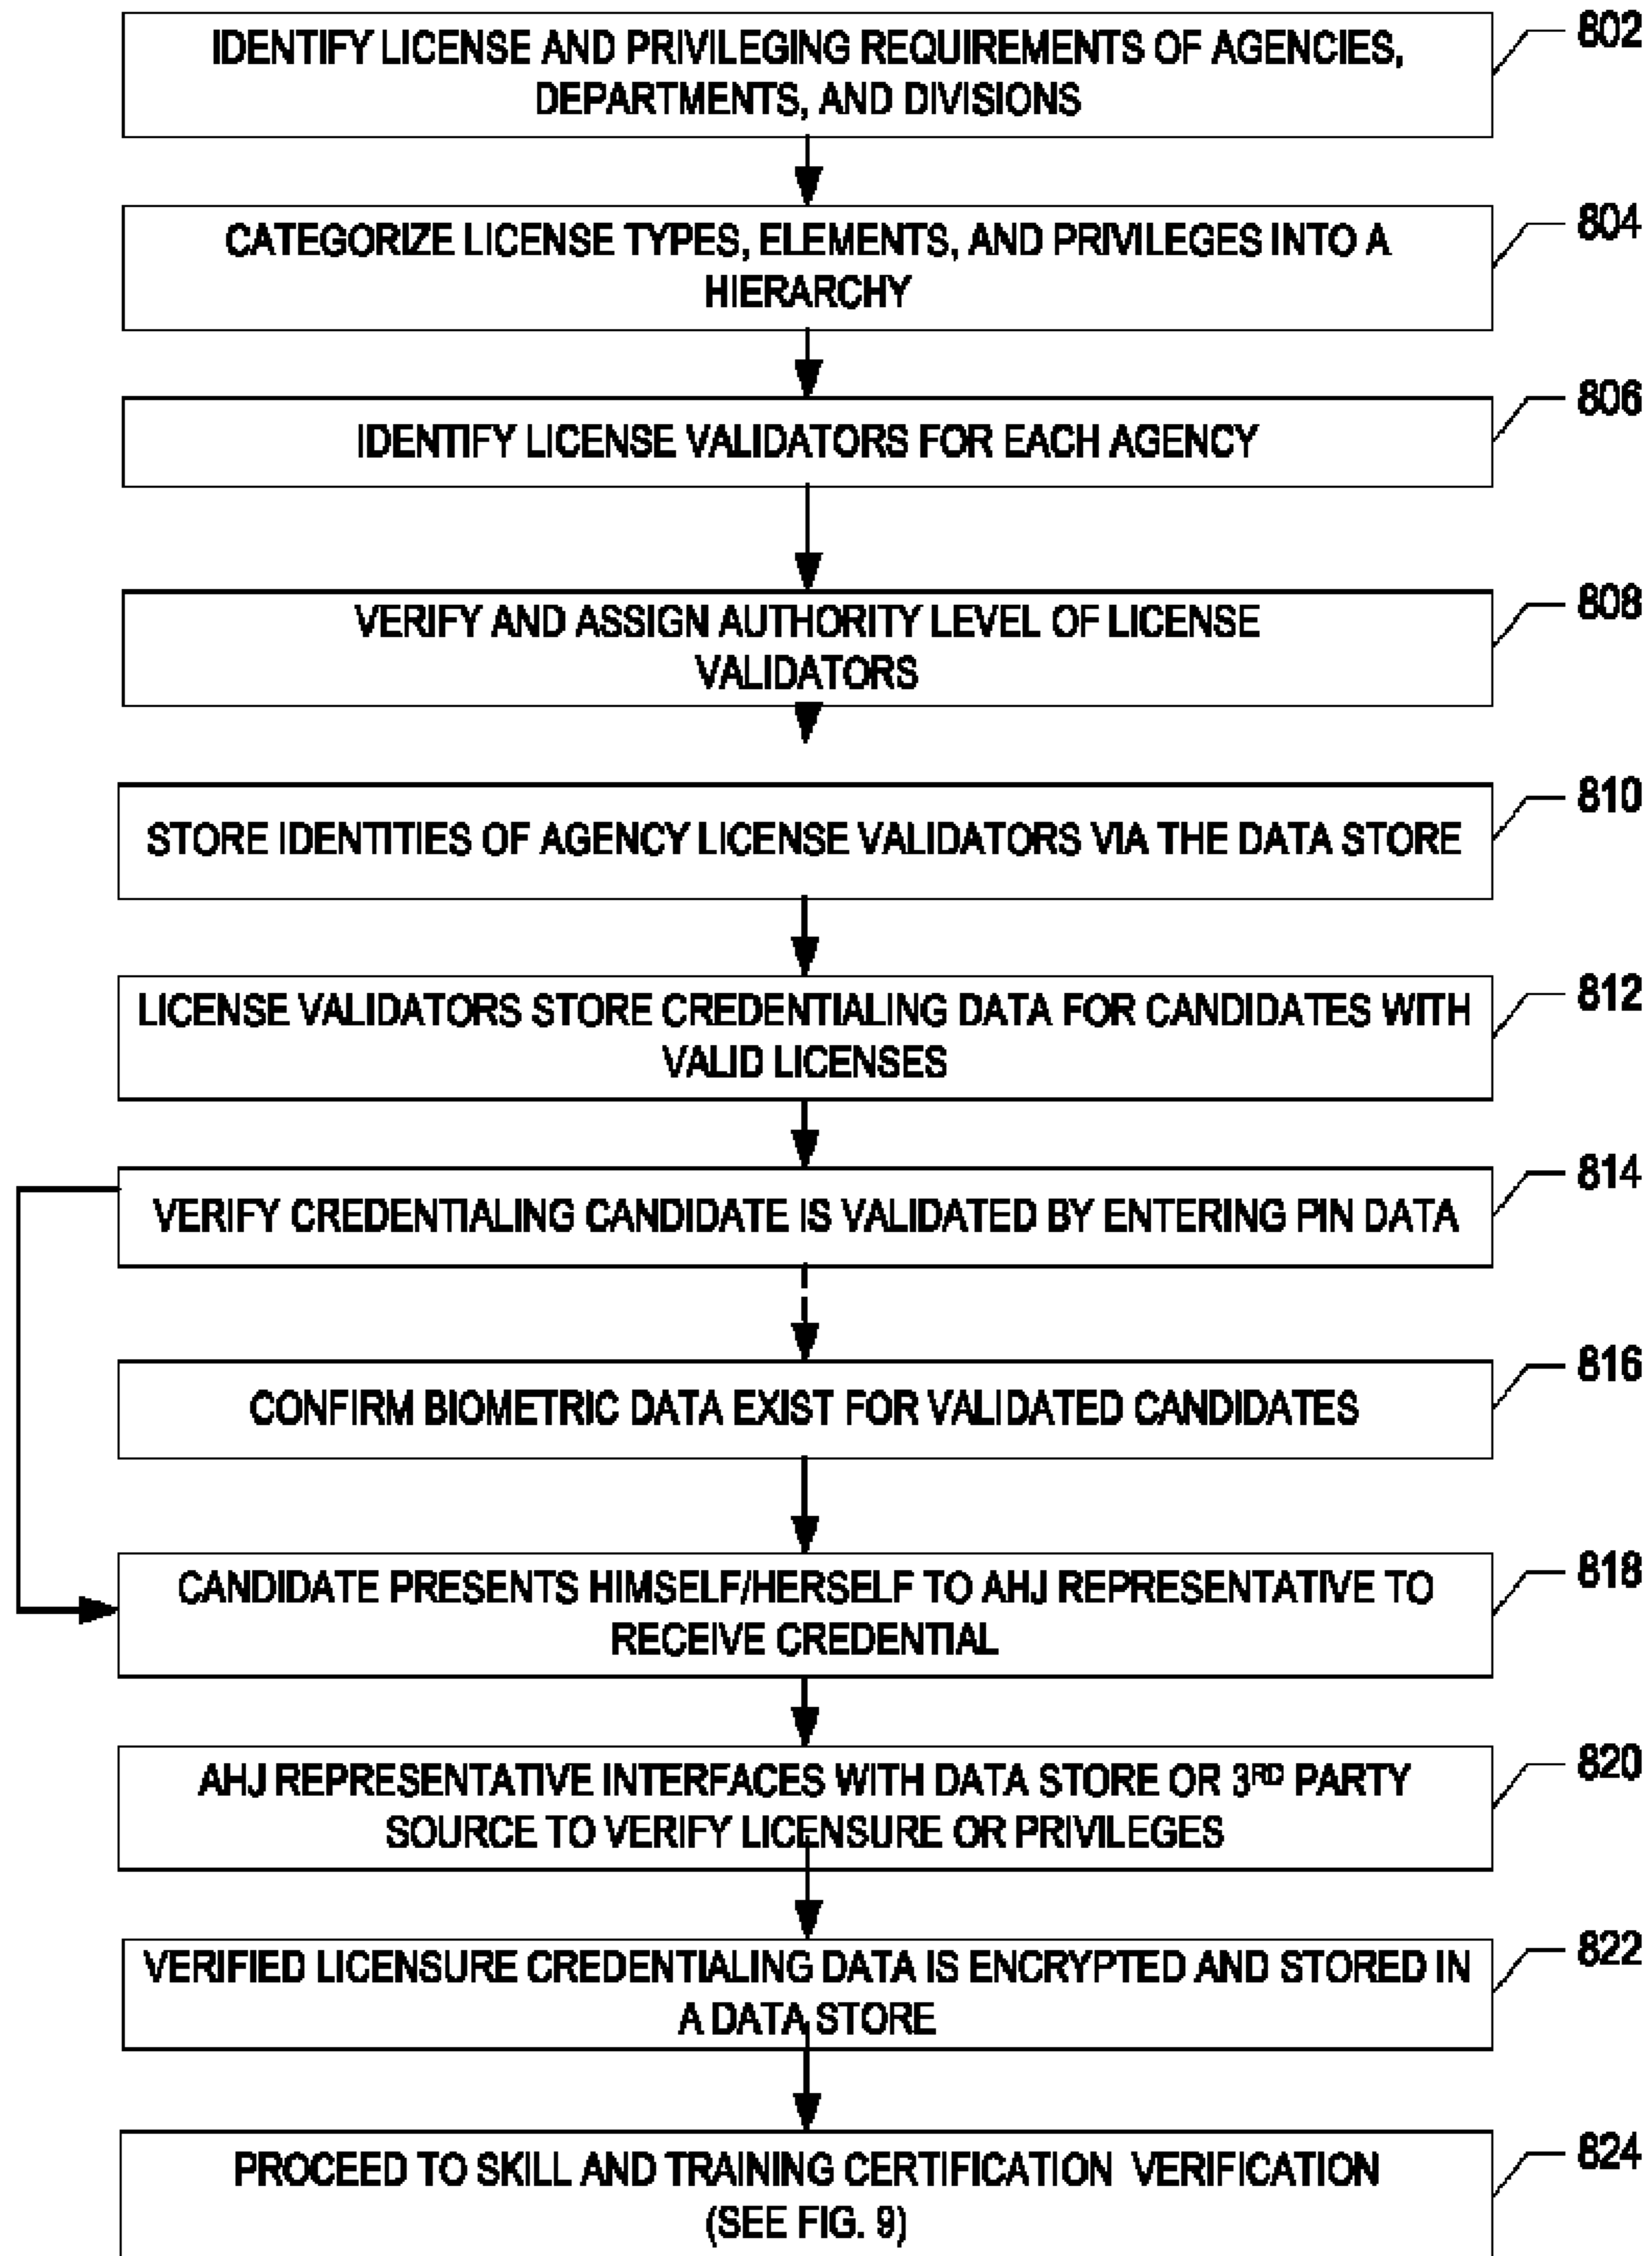 IDENTIFY LICENSE AND PRIVILEGING REQUIREMENTS OF AGENCIES,
DEPARTMENTS, AND DIVISIONS
802
CATEGORIZE LICENSE TYPES, ELEMENTS, AND PRIVILEGES INTO A
HIERARCHY
804
IDENTIFY LICENSE VALIDATORS FOR EACH AGENCY
806
VERIFY AND ASSIGN AUTHORITY LEVEL OF LICENSE
VALIDATORS
808
STORE IDENTITIES OF AGENCY LICENSE VALIDATORS VIA THE DATA STORE
810
LICENSE VALIDATORS STORE CREDENTIALING DATA FOR CANDIDATES WITH
VALID LICENSES
812
VERIFY CREDENTIALING CANDIDATE IS VALIDATED BY ENTERING PIN DATA
814
CONFIRM BIOMETRIC DATA EXIST FOR VALIDATED CANDIDATES
816
CANDIDATE PRESENTS HIMSELF/HERSELF TO AHJ REPRESENTATIVE TO
RECEIVE CREDENTIAL
818
AHJ REPRESENTATIVE INTERFACES WITH DATA STORE OR 3RD PARTY
SOURCE TO VERIFY LICENSURE OR PRIVILEGES
820
VERIFIED LICENSURE CREDENTIALING DATA IS ENCRYPTED AND STORED IN
A DATA STORE
822
PROCEED TO SKILL AND TRAINING CERTIFICATION VERIFICATION
(SEE FIG. 9)
824